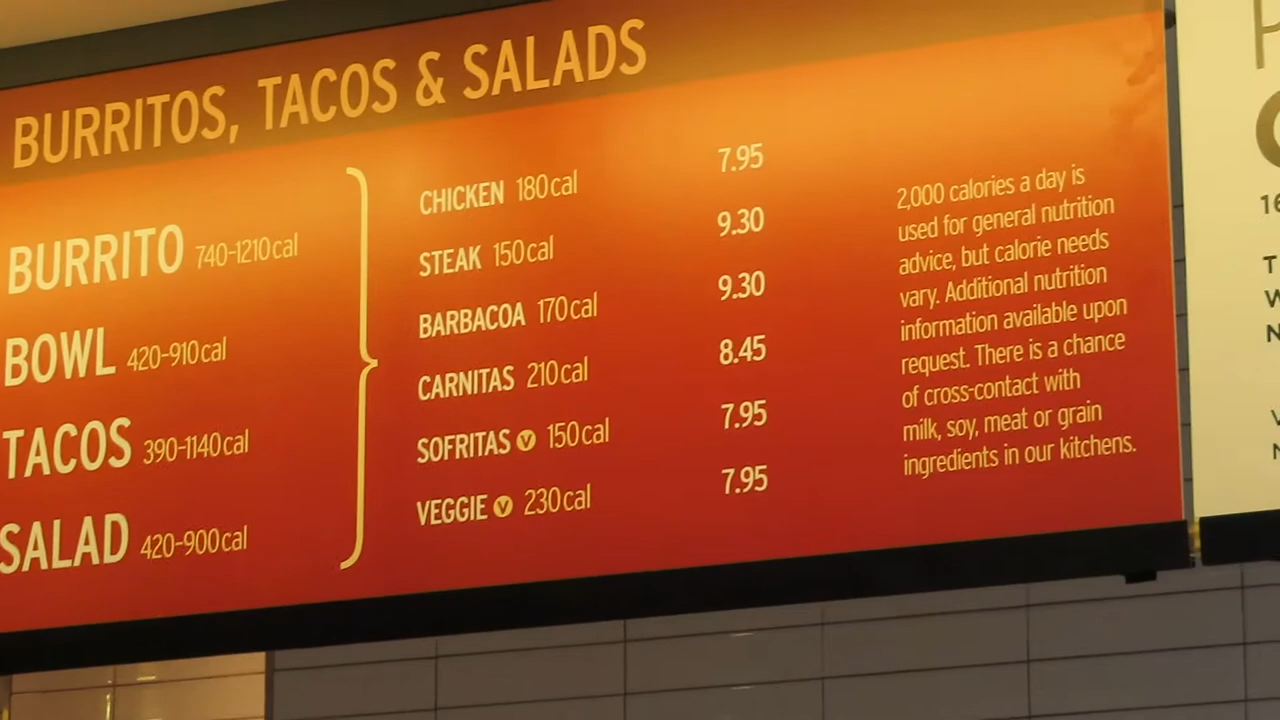 BURRITOS, TACOS & SALADS
BURRITO 740-1210cal
BOWL 420-910cal
TACOS 390-1140cal
SALAD 420-900cal
CHICKEN 180cal 7.95
STEAK 150cal 9.30
BARBACOA 170cal 9.30
CARNITAS 210cal 8.45
SOFRITAS V 150cal 7.95
VEGGIE V 230cal 7.95
2,000 calories a day is
used for general nutrition
advice, but calorie needs
vary. Additional nutrition
information available upon
request. There is a chance
of cross-contact with
milk, soy, meat or grain
ingredients in our kitchens.